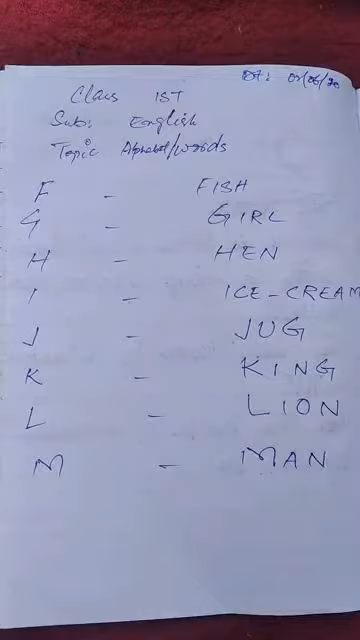 Dt: 01/06/20
Class IST
Sub: English
Topic: Alphabet/words
F - FISH
G - GIRL
H - HEN
I - ICE-CREAM
J - JUG
K - KING
L - LION
M - MAN